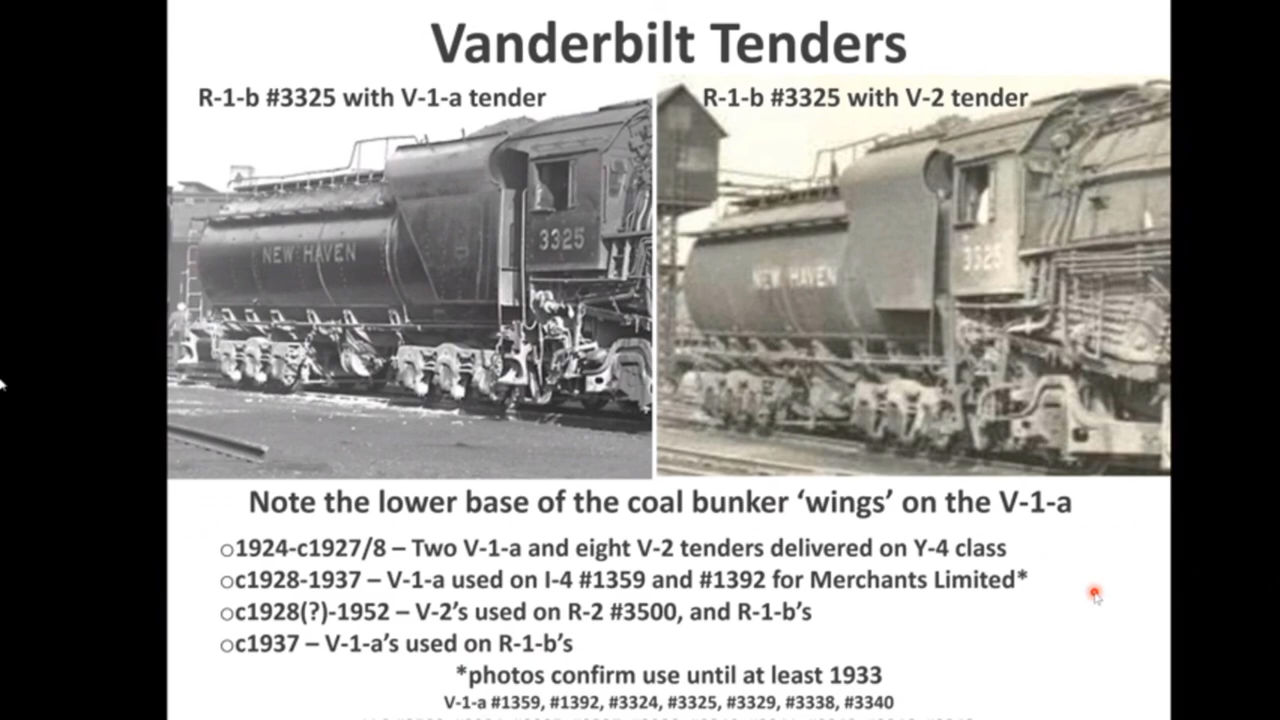 Vanderbilt Tenders
R-1-b #3325 with V-1-a tender
R-1-b #3325 with V-2 tender
NEW HAVEN
3325
NEW HAVEN
3325
Note the lower base of the coal bunker ‘wings’ on the V-1-a
○1924-c1927/8 – Two V-1-a and eight V-2 tenders delivered on Y-4 class
○c1928-1937 – V-1-a used on I-4 #1359 and #1392 for Merchants Limited*
○c1928(?)-1952 – V-2’s used on R-2 #3500, and R-1-b’s
○c1937 – V-1-a’s used on R-1-b’s
*photos confirm use until at least 1933
V-1-a #1359, #1392, #3324, #3325, #3329, #3338, #3340